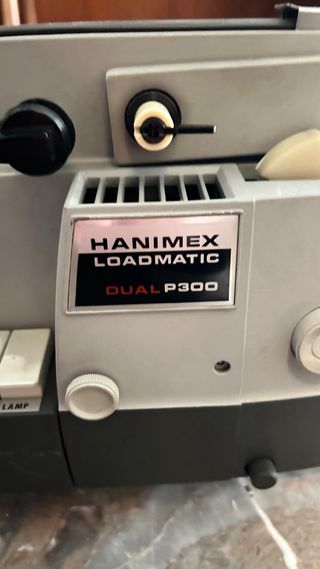 HANIMEX
LOADMATIC
DUAL P300
LAMP